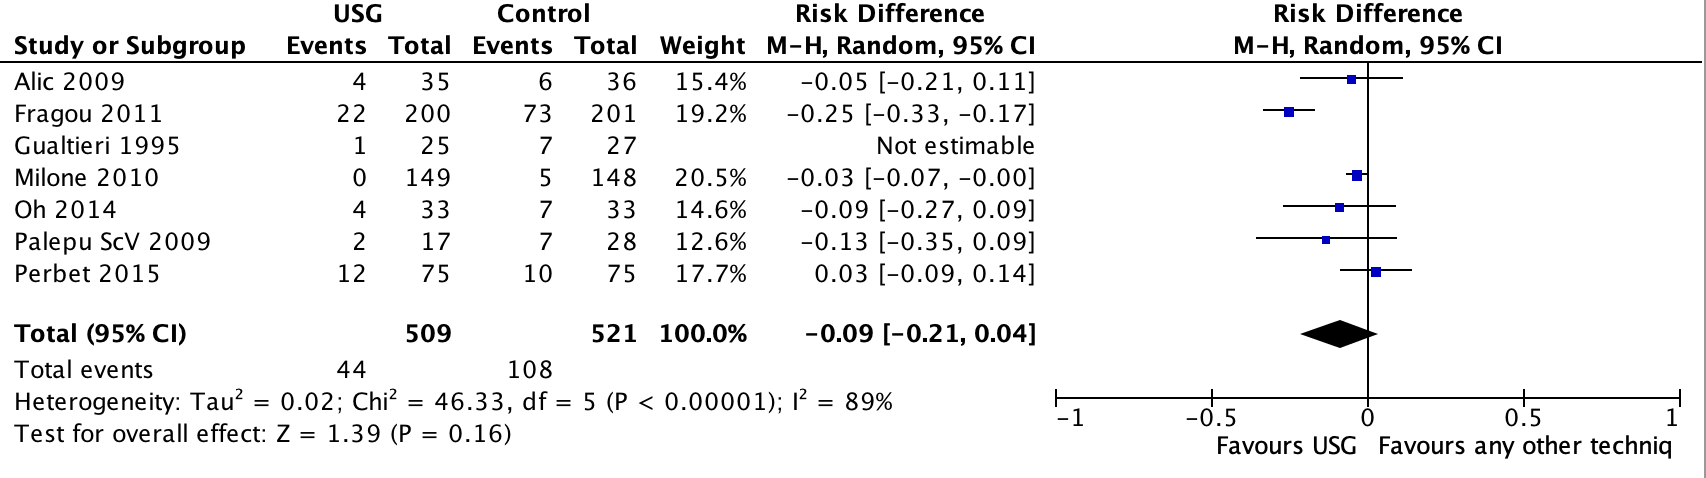 USG Control Risk Difference Risk Difference
Study or Subgroup Events Total Events Total Weight M-H, Random, 95% CI M-H, Random, 95% CI
Alic 2009 4 35 6 36 15.4% -0.05 [-0.21, 0.11]
Fragou 2011 22 200 73 201 19.2% -0.25 [-0.33, -0.17]
Gualtieri 1995 1 25 7 27 Not estimable
Milone 2010 0 149 5 148 20.5% -0.03 [-0.07, -0.00]
Oh 2014 4 33 7 33 14.6% -0.09 [-0.27, 0.09]
Palepu ScV 2009 2 17 7 28 12.6% -0.13 [-0.35, 0.09]
Perbet 2015 12 75 10 75 17.7% 0.03 [-0.09, 0.14]
Total (95% CI) 509 521 100.0% -0.09 [-0.21, 0.04]
Total events 44 108
Heterogeneity: Tau² = 0.02; Chi² = 46.33, df = 5 (P < 0.00001); I² = 89%
Test for overall effect: Z = 1.39 (P = 0.16)
-1 -0.5 0 0.5 1
Favours USG Favours any other techniq